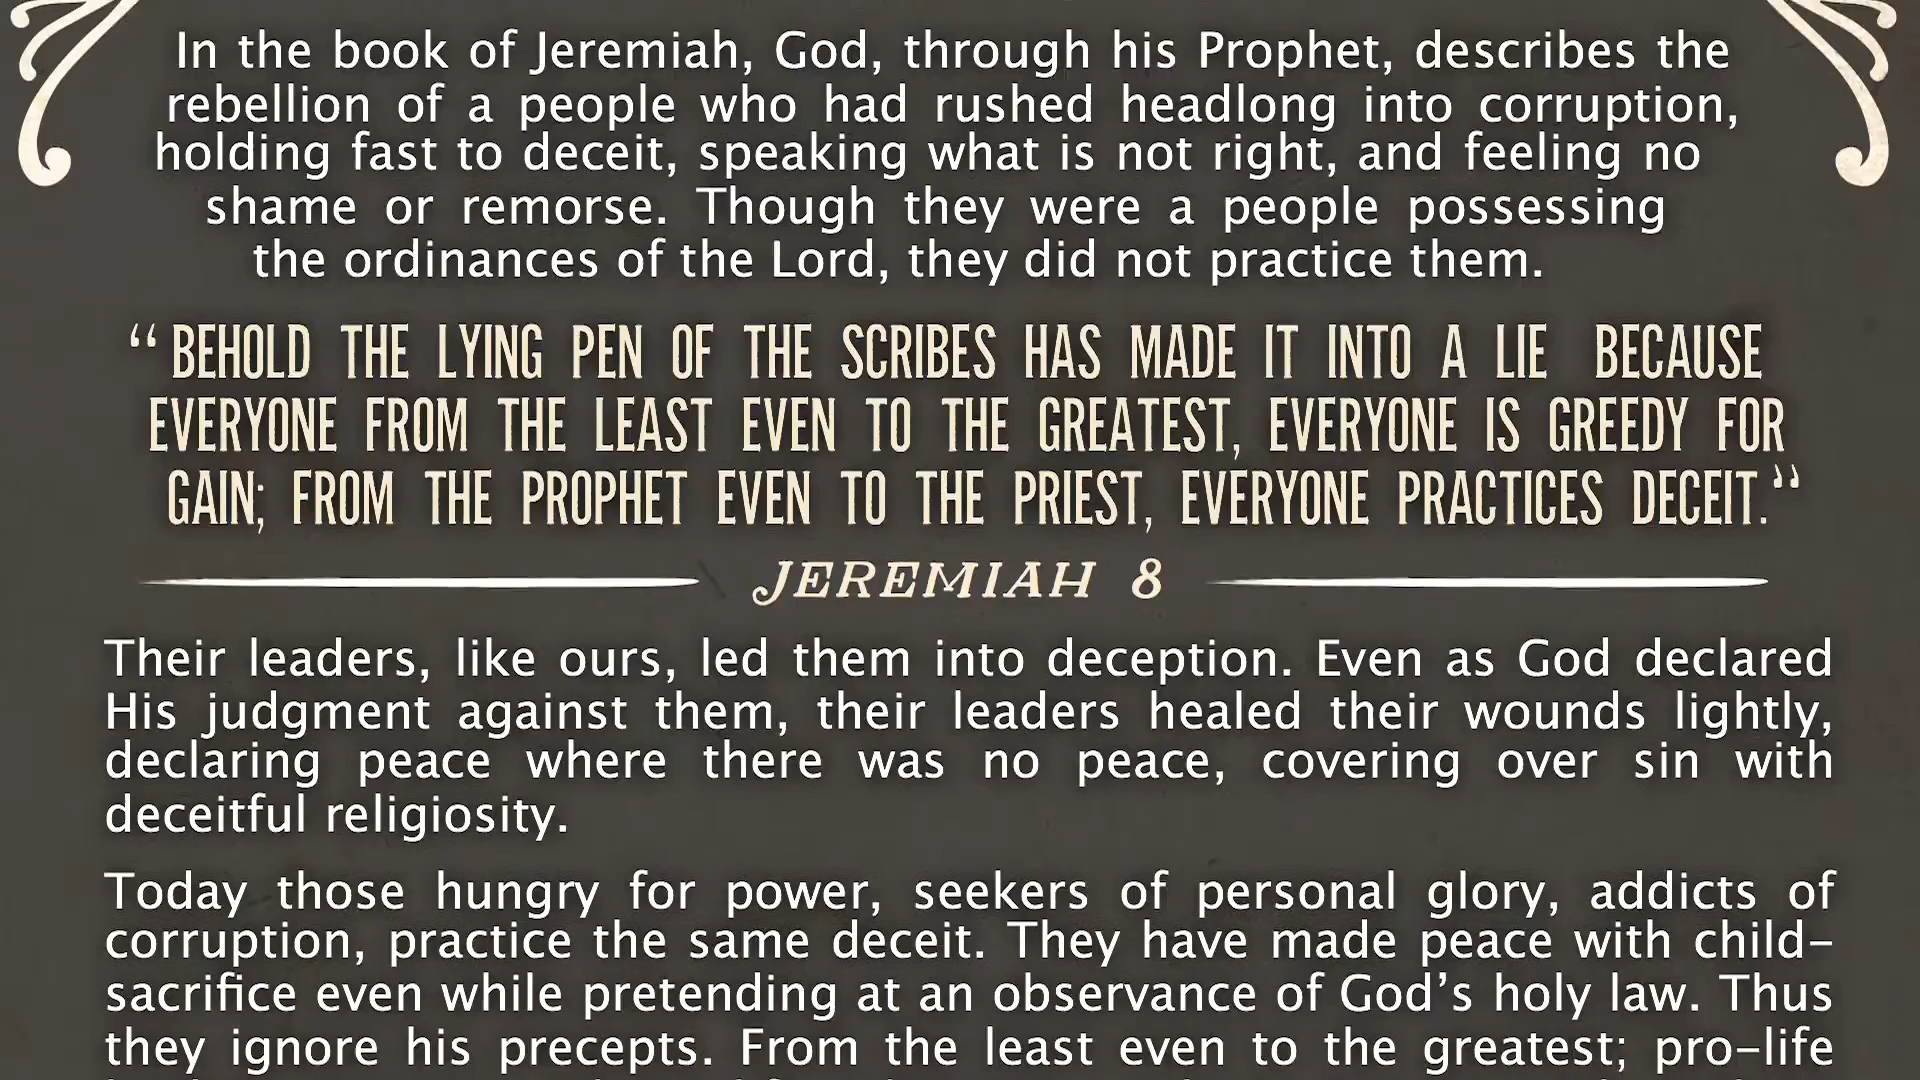 In the book of Jeremiah, God, through his Prophet, describes the
rebellion of a people who had rushed headlong into corruption,
holding fast to deceit, speaking what is not right, and feeling no
shame or remorse. Though they were a people possessing
the ordinances of the Lord, they did not practice them.
“BEHOLD THE LYING PEN OF THE SCRIBES HAS MADE IT INTO A LIE BECAUSE
EVERYONE FROM THE LEAST EVEN TO THE GREATEST, EVERYONE IS GREEDY FOR
GAIN; FROM THE PROPHET EVEN TO THE PRIEST, EVERYONE PRACTICES DECEIT.”
JEREMIAH 8
Their leaders, like ours, led them into deception. Even as God declared
His judgment against them, their leaders healed their wounds lightly,
declaring peace where there was no peace, covering over sin with
deceitful religiosity.
Today those hungry for power, seekers of personal glory, addicts of
corruption, practice the same deceit. They have made peace with child-
sacrifice even while pretending at an observance of God’s holy law. Thus
they ignore his precepts. From the least even to the greatest; pro-life